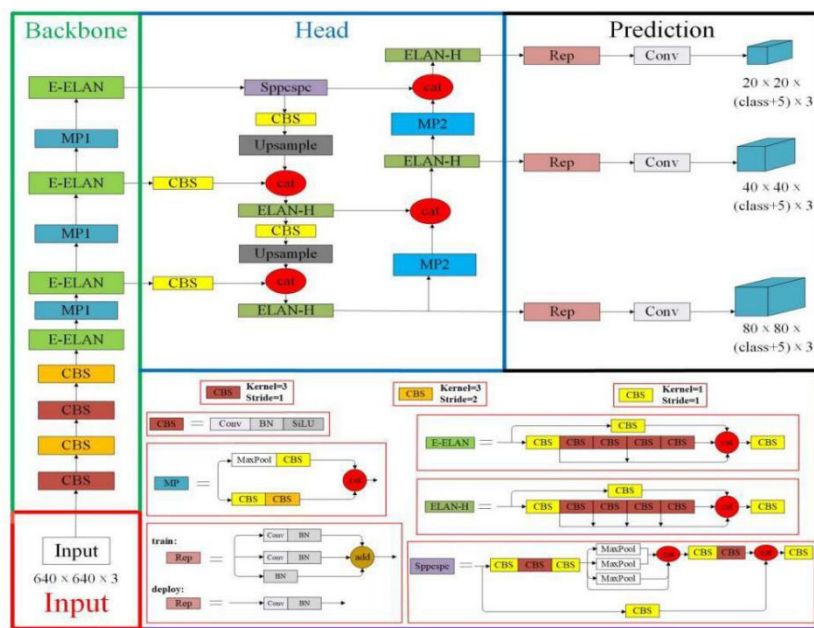 Backbone
Head
Prediction
E-ELAN
MP1
E-ELAN
MP1
E-ELAN
MP1
E-ELAN
CBS
CBS
CBS
CBS
Input
640 × 640 × 3
Input
Sppcspc
CBS
Upsample
CBS
cat
ELAN-H
CBS
Upsample
CBS
cat
ELAN-H
ELAN-H
cat
MP2
ELAN-H
cat
MP2
Rep
Conv
20 × 20 ×
(class+5) × 3
Rep
Conv
40 × 40 ×
(class+5) × 3
Rep
Conv
80 × 80 ×
(class+5) × 3
CBS
Kernel=3
Stride=1
CBS
Kernel=3
Stride=2
CBS
Kernel=1
Stride=1
CBS = Conv BN SiLU
MP = MaxPool CBS
CBS CBS
cat
train:
Rep = Conv BN
Conv BN
BN
add
deploy:
Rep = Conv BN
E-ELAN = CBS
CBS CBS CBS CBS CBS cat CBS
ELAN-H = CBS
CBS CBS CBS CBS CBS cat CBS
Sppcspc = CBS CBS CBS
MaxPool
MaxPool
MaxPool
cat
CBS CBS
cat
CBS
CBS